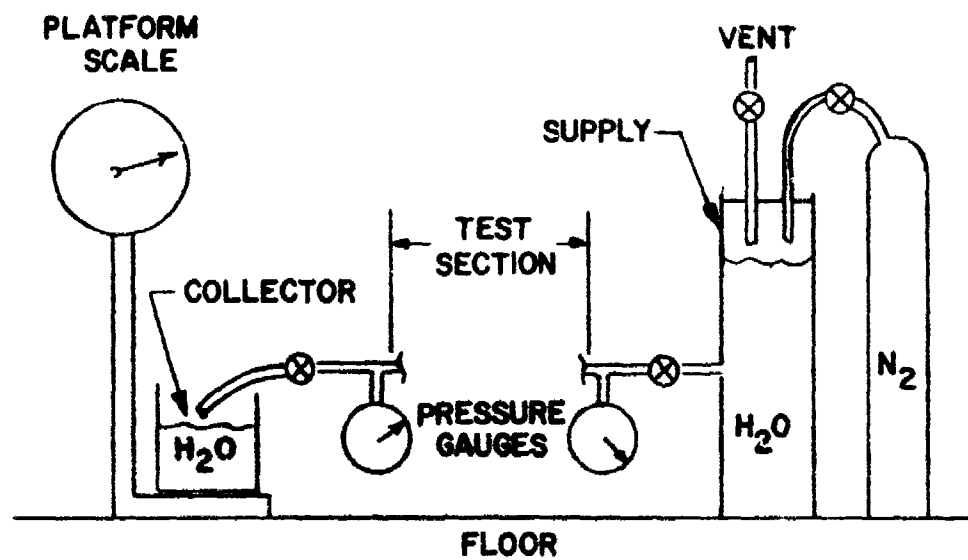 PLATFORM
SCALE
VENT
SUPPLY
TEST
SECTION
COLLECTOR
PRESSURE
GAUGES
H₂O
H₂O
N₂
FLOOR